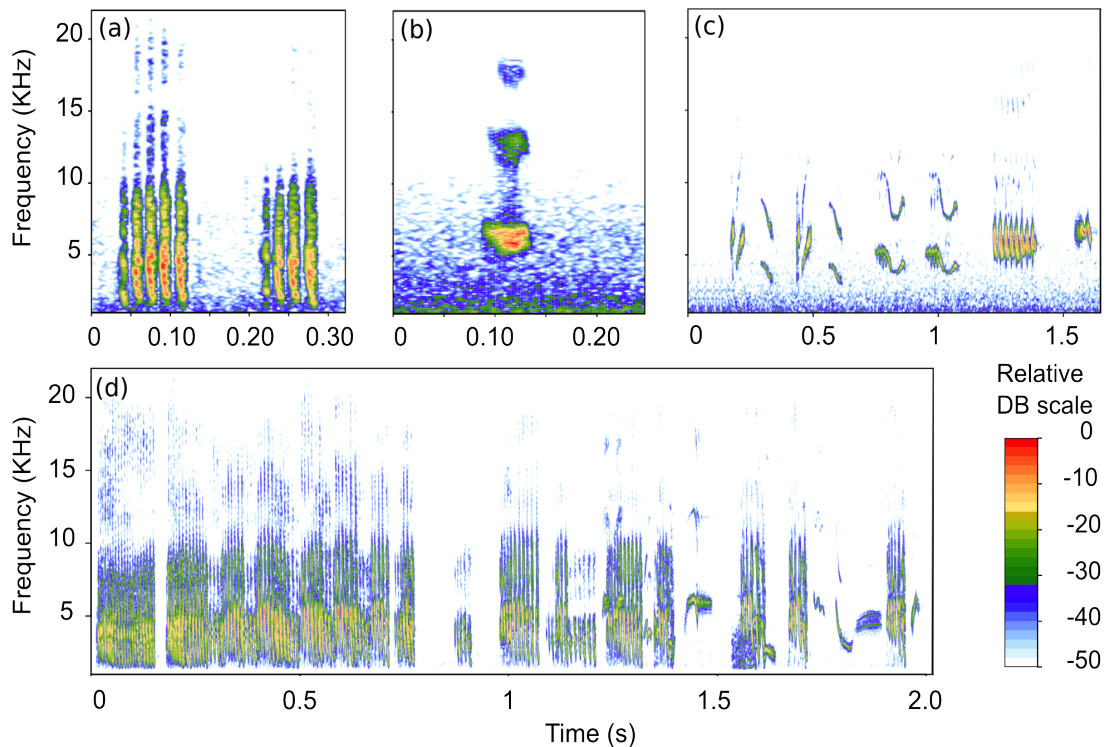 (a)
(b)
(c)
Frequency (KHz)
20
15
10
5
0 0.10 0.20 0.30
0 0.10 0.20
0 0.5 1 1.5
(d)
Frequency (KHz)
20
15
10
5
0 0.5 1 1.5 2.0
Time (s)
Relative
DB scale
0
-10
-20
-30
-40
-50